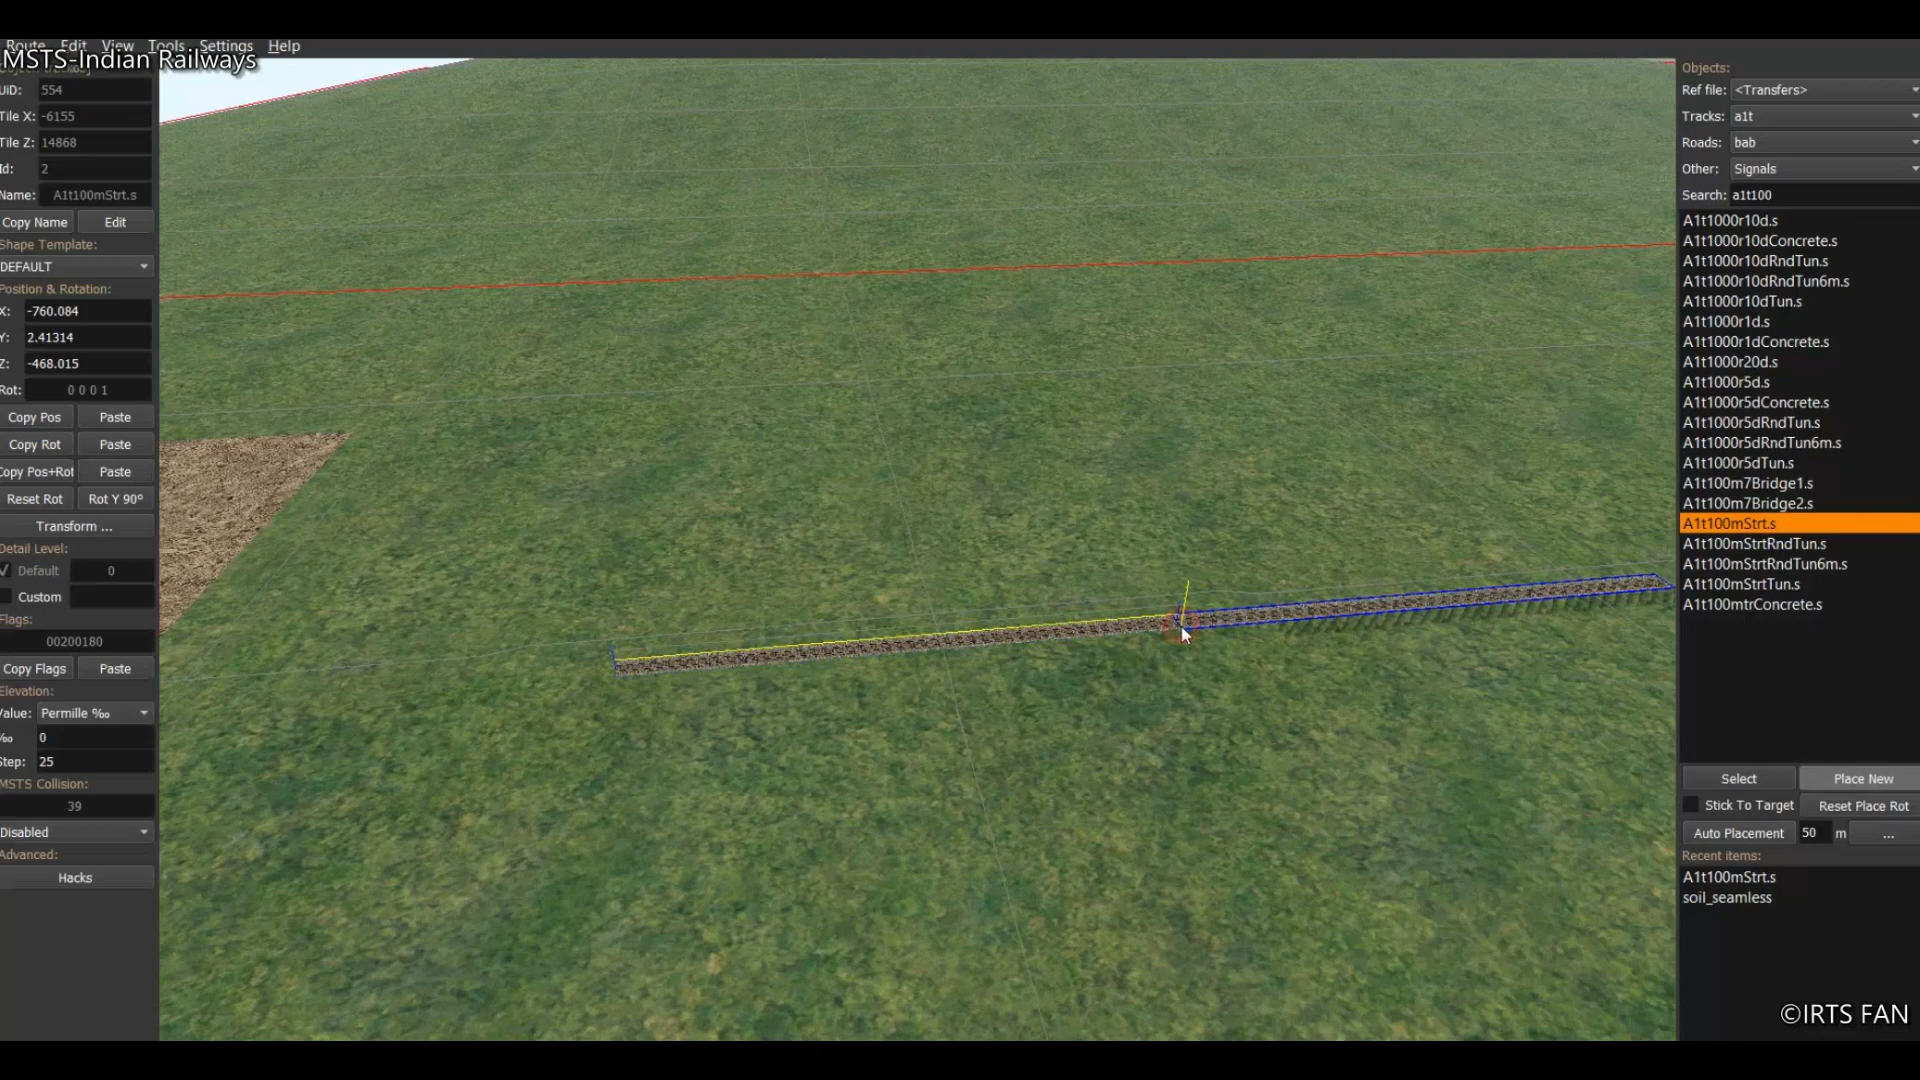 Route Edit View Tools Settings Help
MSTS-Indian Railways
UiD: 554
Tile X: -6155
Tile Z: 14868
Id: 2
Name: A1t100mStrt.s
Copy Name Edit
Shape Template:
DEFAULT
Position & Rotation:
X: -760.084
Y: 2.41314
Z: -468.015
Rot: 0 0 0 1
Copy Pos Paste
Copy Rot Paste
Copy Pos+Rot Paste
Reset Rot Rot Y 90°
Transform ...
Detail Level:
Default 0
Custom
Flags:
00200180
Copy Flags Paste
Elevation:
Value: Permille ‰
‰ 0
Step: 25
MSTS Collision:
39
Disabled
Advanced:
Hacks
Objects:
Ref file: <Transfers>
Tracks: a1t
Roads: bab
Other: Signals
Search: a1t100
A1t1000r10d.s
A1t1000r10dConcrete.s
A1t1000r10dRndTun.s
A1t1000r10dRndTun6m.s
A1t1000r10dTun.s
A1t1000r1d.s
A1t1000r1dConcrete.s
A1t1000r20d.s
A1t1000r5d.s
A1t1000r5dConcrete.s
A1t1000r5dRndTun.s
A1t1000r5dRndTun6m.s
A1t1000r5dTun.s
A1t100m7Bridge1.s
A1t100m7Bridge2.s
A1t100mStrt.s
A1t100mStrtRndTun.s
A1t100mStrtRndTun6m.s
A1t100mStrtTun.s
A1t100mtrConcrete.s
Select Place New
Stick To Target Reset Place Rot
Auto Placement 50 m ...
Recent items:
A1t100mStrt.s
soil_seamless
©IRTS FAN